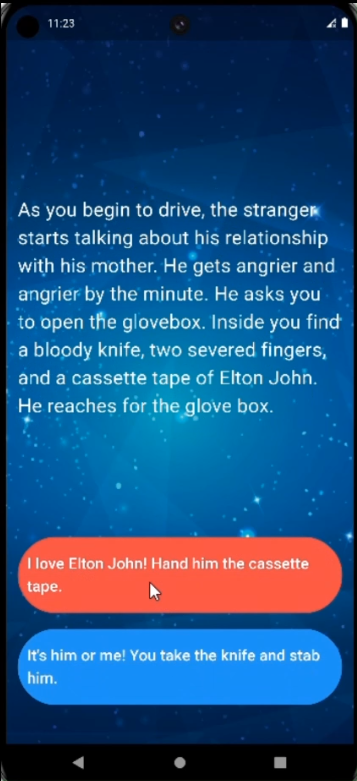 11:23
As you begin to drive, the stranger
starts talking about his relationship
with his mother. He gets angrier and
angrier by the minute. He asks you
to open the glovebox. Inside you find
a bloody knife, two severed fingers,
and a cassette tape of Elton John.
He reaches for the glove box.
I love Elton John! Hand him the cassette
tape.
It's him or me! You take the knife and stab
him.